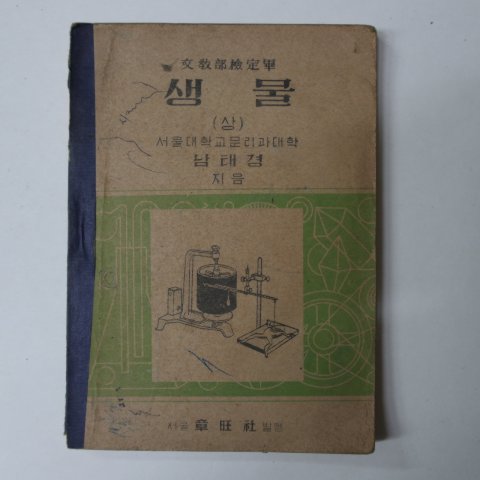 文敎部檢定畢
생물
(상)
서울대학교문리과대학
남태경
지음
서울 章旺社 발행